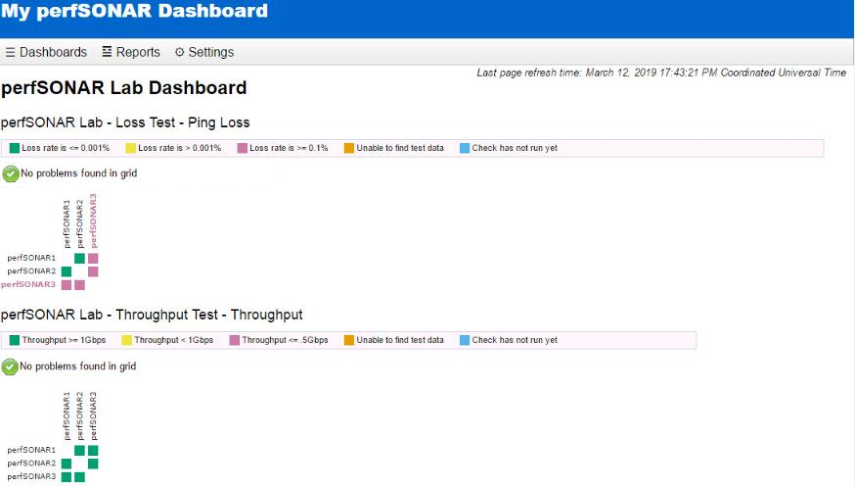 My perfSONAR Dashboard
☰ Dashboards Reports Settings
Last page refresh time: March 12, 2019 17:43:21 PM Coordinated Universal Time
perfSONAR Lab Dashboard
perfSONAR Lab - Loss Test - Ping Loss
Loss rate is <= 0.001% Loss rate is > 0.001% Loss rate is >= 0.1% Unable to find test data Check has not run yet
No problems found in grid
perfSONAR1 perfSONAR2 perfSONAR3
perfSONAR1
perfSONAR2
perfSONAR3
perfSONAR Lab - Throughput Test - Throughput
Throughput >= 1Gbps Throughput < 1Gbps Throughput <= .5Gbps Unable to find test data Check has not run yet
No problems found in grid
perfSONAR1 perfSONAR2 perfSONAR3
perfSONAR1
perfSONAR2
perfSONAR3